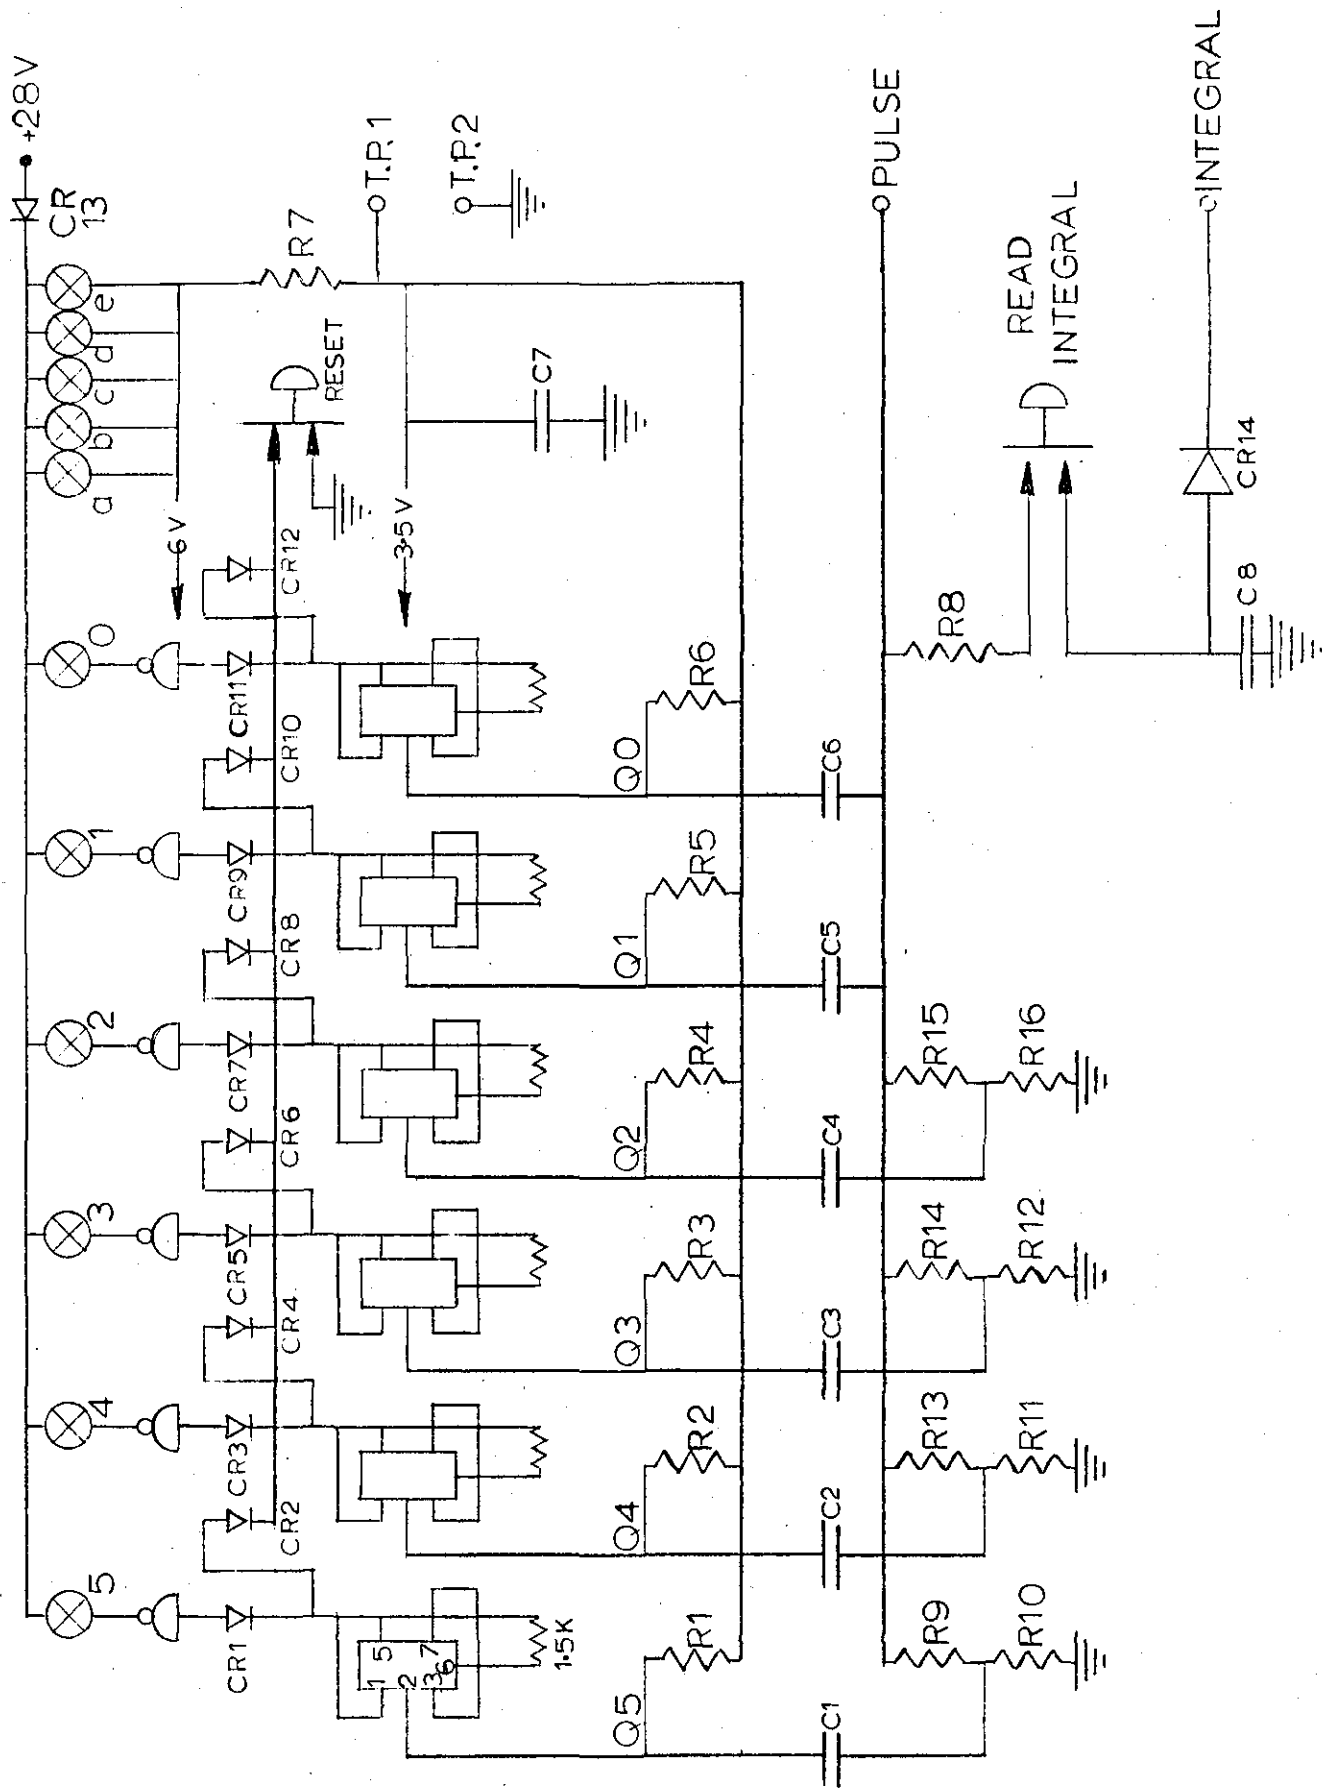 +28V
CR
13
a
b
c
d
e
6V
R7
T.P.1
T.P.2
RESET
3·5V
C7
0
1
2
3
4
5
CR12
CR11
CR10
CR9
CR8
CR7
CR6
CR5
CR4
CR3
CR2
CR1
1
2
3
5
6
7
1·5K
Q0
Q1
Q2
Q3
Q4
Q5
R6
R5
R4
R3
R2
R1
C6
C5
C4
C3
C2
C1
PULSE
R8
READ
INTEGRAL
R15
R16
R14
R12
R13
R11
R9
R10
C8
CR14
INTEGRAL